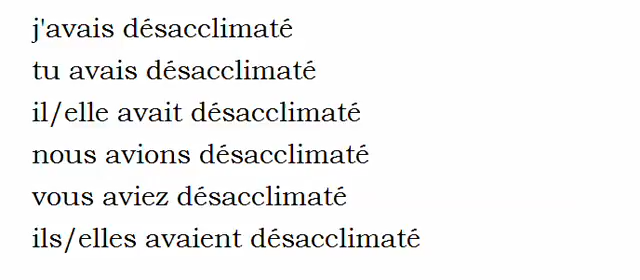 j'avais désacclimaté
tu avais désacclimaté
il/elle avait désacclimaté
nous avions désacclimaté
vous aviez désacclimaté
ils/elles avaient désacclimaté